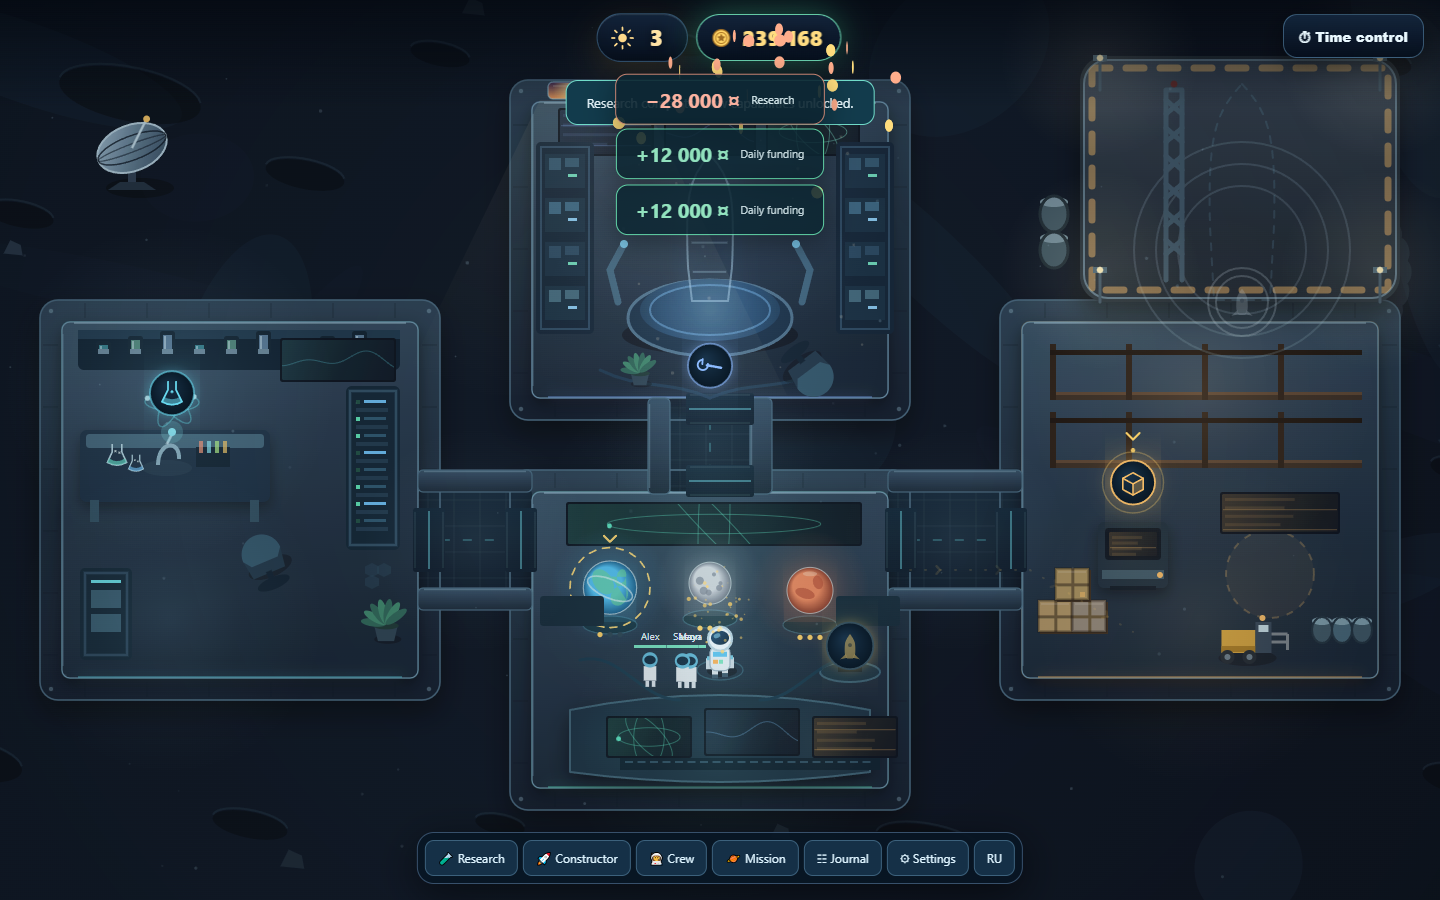 3
⏱ Time control
−28 000 ¤ Research
+12 000 ¤ Daily funding
+12 000 ¤ Daily funding
Alex
Research
Constructor
Crew
Mission
Journal
Settings
RU